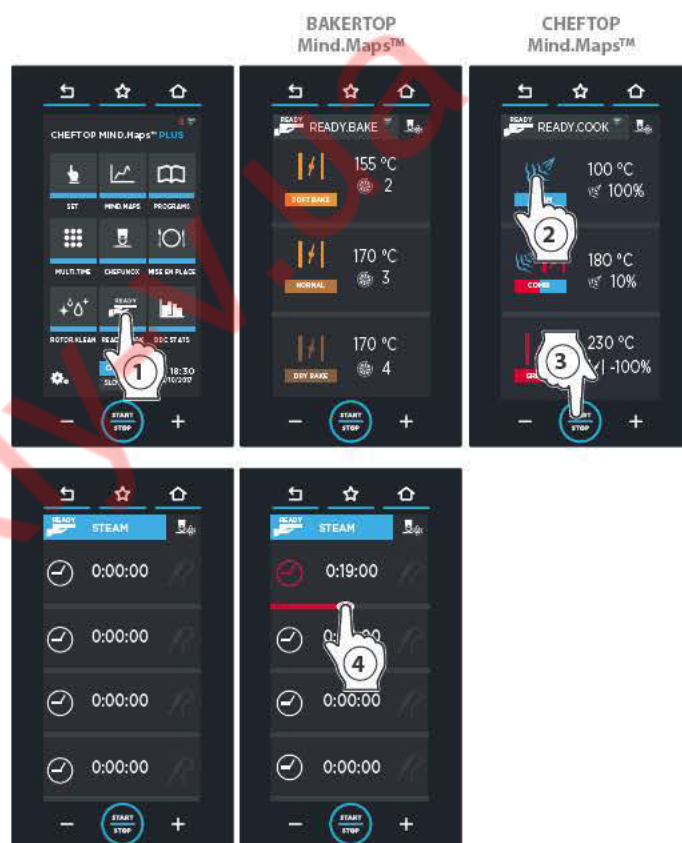 BAKERTOP
Mind.Maps™
CHEFTOP
Mind.Maps™
CHEFTOP MIND.Maps™ PLUS
SET
MIND.MAPS
PROGRAMS
MULTI.TIME
CHEFUNOX
MISE EN PLACE
READY
ROTOR.KLEAN
DDC STATS
18:30
START
STOP
1
READY
READY.BAKE
155 °C
2
SOFT BAKE
170 °C
3
NORMAL
170 °C
4
DRY BAKE
START
STOP
READY
READY.COOK
100 °C
100%
2
180 °C
10%
COMBI
230 °C
-100%
3
STOP
READY
STEAM
0:00:00
0:00:00
0:00:00
0:00:00
START
STOP
READY
STEAM
0:19:00
4
0:00:00
0:00:00
START
STOP